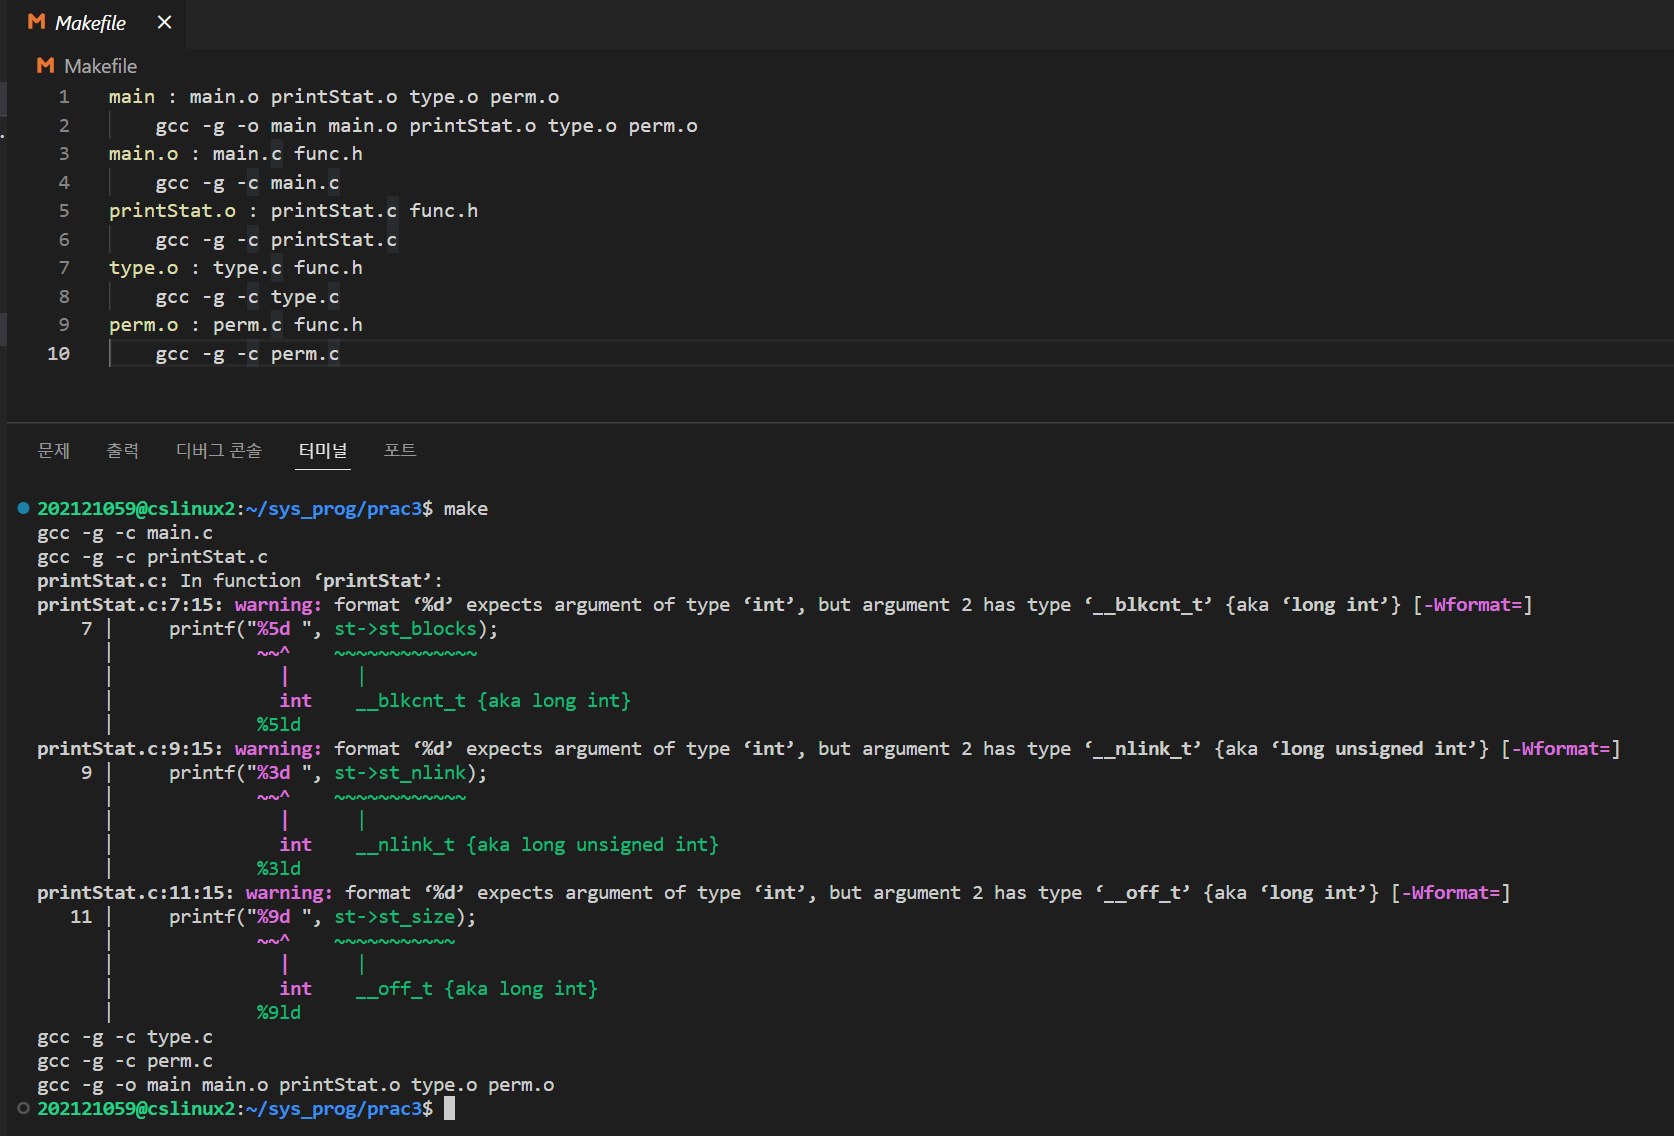 Makefile
Makefile
1 main : main.o printStat.o type.o perm.o
2 gcc -g -o main main.o printStat.o type.o perm.o
3 main.o : main.c func.h
4 gcc -g -c main.c
5 printStat.o : printStat.c func.h
6 gcc -g -c printStat.c
7 type.o : type.c func.h
8 gcc -g -c type.c
9 perm.o : perm.c func.h
10 gcc -g -c perm.c
문제 출력 디버그 콘솔 터미널 포트
202121059@cslinux2:~/sys_prog/prac3$ make
gcc -g -c main.c
gcc -g -c printStat.c
printStat.c: In function ‘printStat’:
printStat.c:7:15: warning: format ‘%d’ expects argument of type ‘int’, but argument 2 has type ‘__blkcnt_t’ {aka ‘long int’} [-Wformat=]
7 | printf("%5d ", st->st_blocks);
| ~~^ ~~~~~~~~~~~~~
| | |
| int __blkcnt_t {aka long int}
| %5ld
printStat.c:9:15: warning: format ‘%d’ expects argument of type ‘int’, but argument 2 has type ‘__nlink_t’ {aka ‘long unsigned int’} [-Wformat=]
9 | printf("%3d ", st->st_nlink);
| ~~^ ~~~~~~~~~~~~
| | |
| int __nlink_t {aka long unsigned int}
| %3ld
printStat.c:11:15: warning: format ‘%d’ expects argument of type ‘int’, but argument 2 has type ‘__off_t’ {aka ‘long int’} [-Wformat=]
11 | printf("%9d ", st->st_size);
| ~~^ ~~~~~~~~~~~
| | |
| int __off_t {aka long int}
| %9ld
gcc -g -c type.c
gcc -g -c perm.c
gcc -g -o main main.o printStat.o type.o perm.o
202121059@cslinux2:~/sys_prog/prac3$